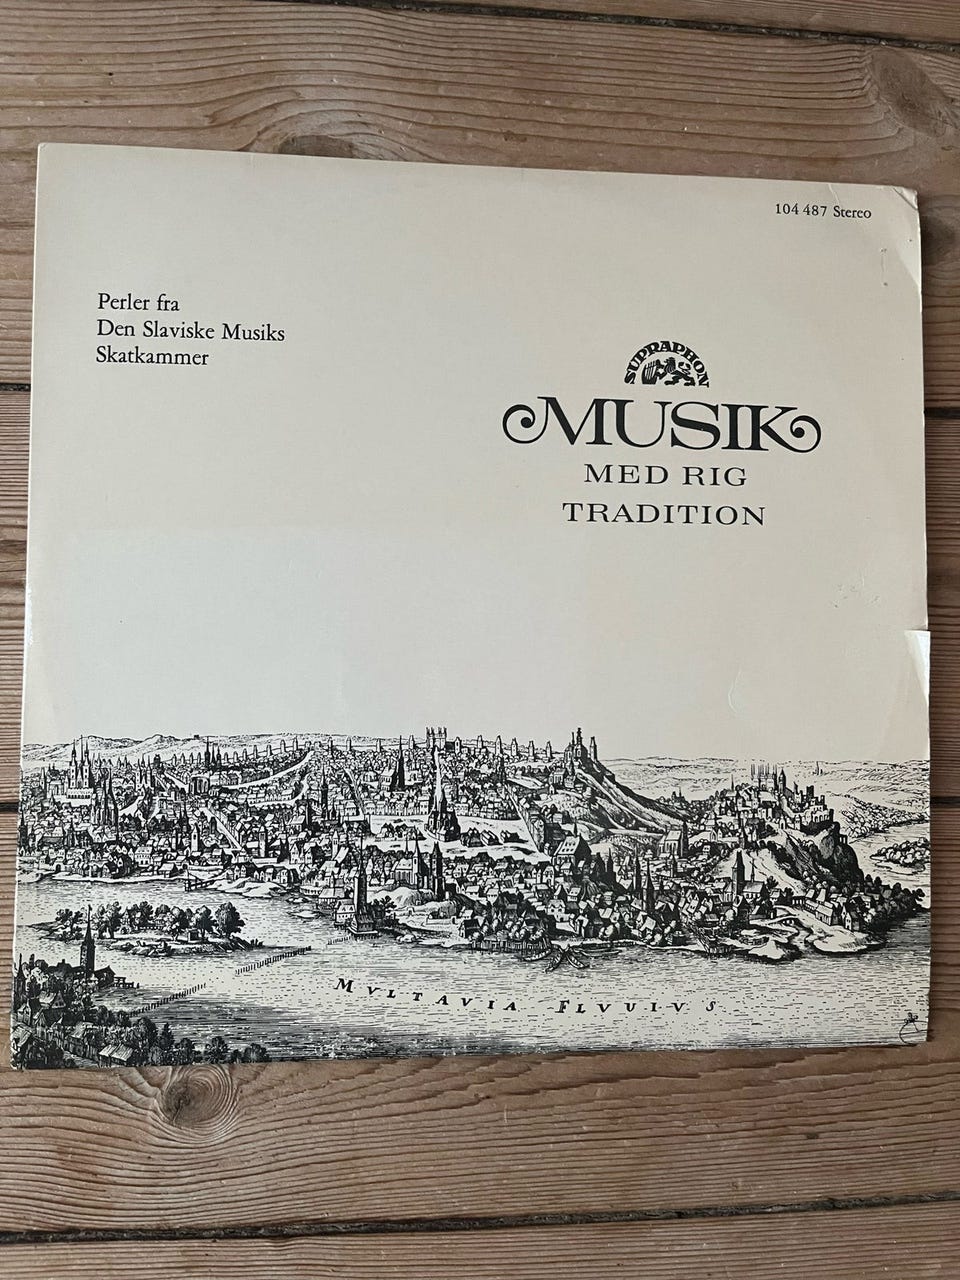 104 487 Stereo
Perler fra
Den Slaviske Musiks
Skatkammer
SUPRAPHON
MUSIK
MED RIG
TRADITION
MVLTAVIA FLVVIVS